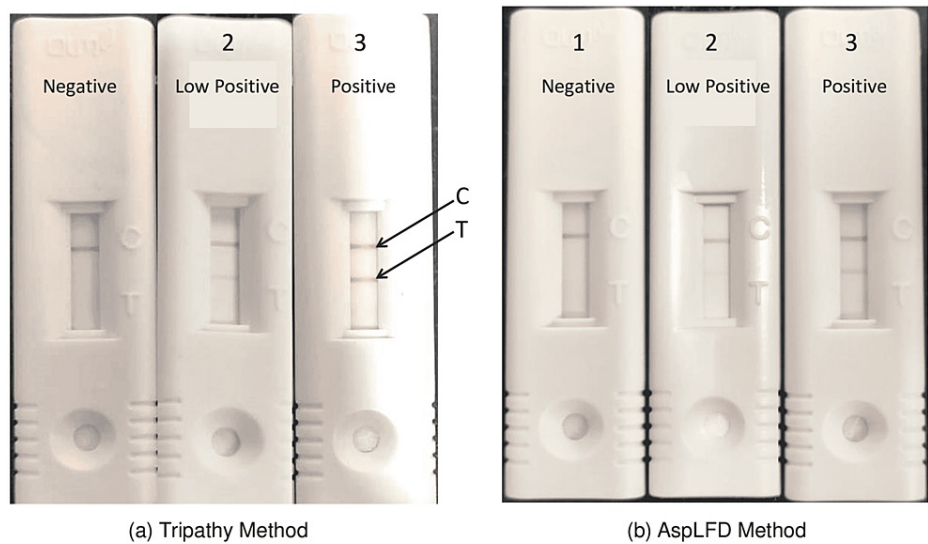 2 3
Negative Low Positive Positive
C
T
C C
T T
1 2 3
Negative Low Positive Positive
C C
T T
(a) Tripathy Method
(b) AspLFD Method